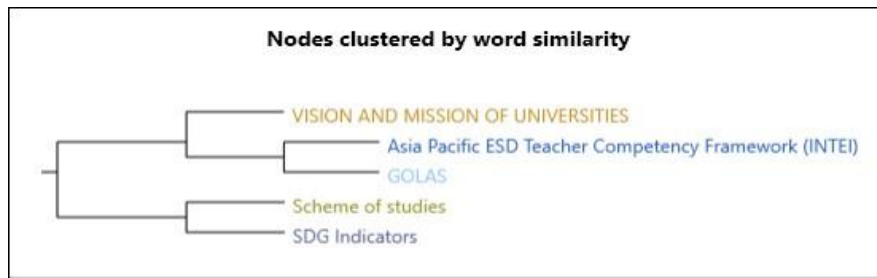 Nodes clustered by word similarity
VISION AND MISSION OF UNIVERSITIES
Asia Pacific ESD Teacher Competency Framework (INTEI)
GOLAS
Scheme of studies
SDG Indicators